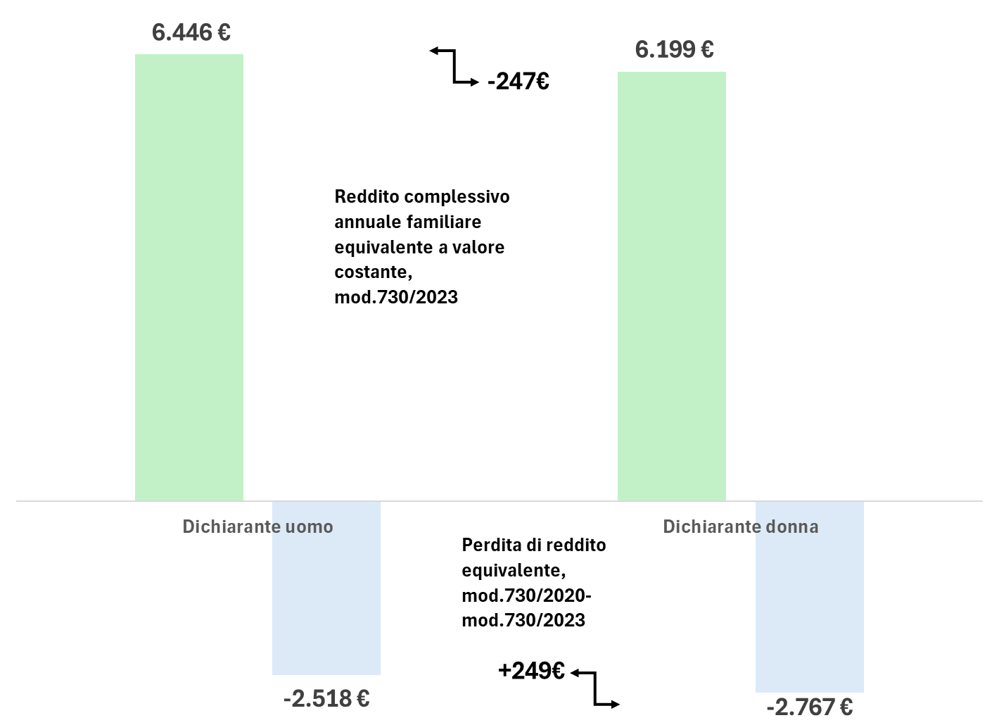 6.446 €
6.199 €
-247€
Reddito complessivo
annuale familiare
equivalente a valore
costante,
mod.730/2023
Dichiarante uomo
Dichiarante donna
Perdita di reddito
equivalente,
mod.730/2020-
mod.730/2023
+249€
-2.518 €
-2.767 €